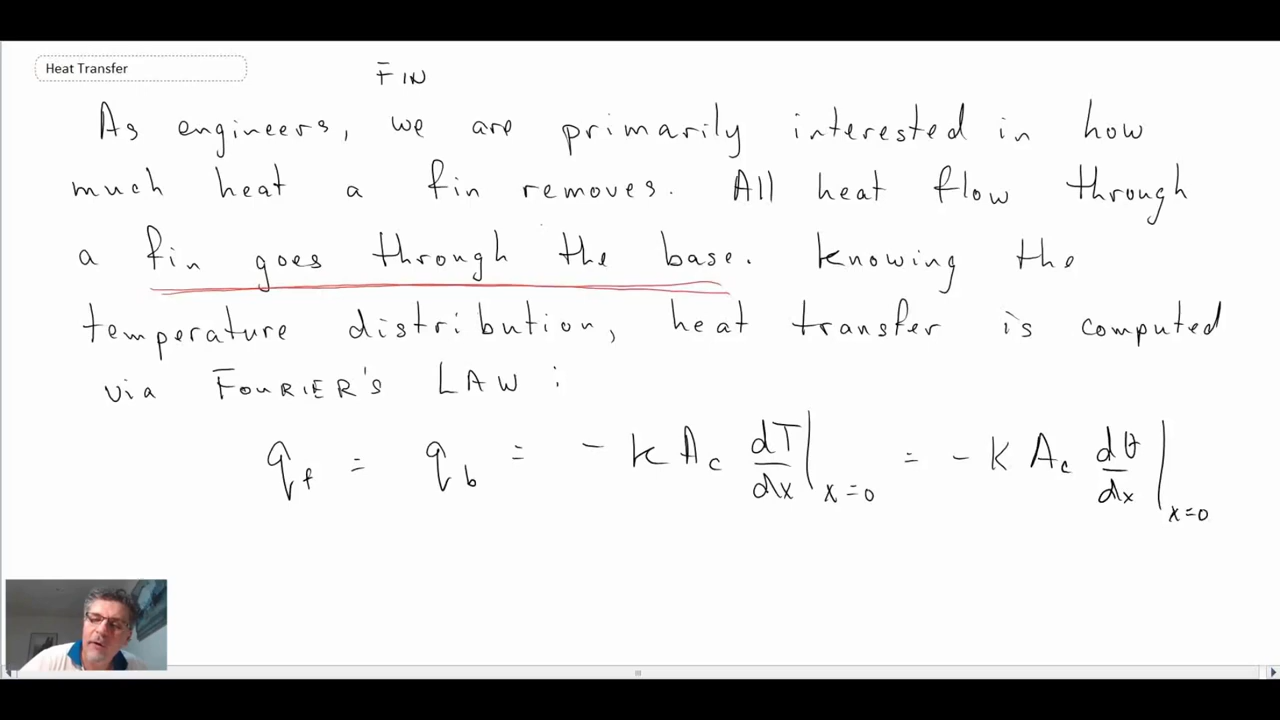 Heat Transfer
FIN
As engineers, we are primarily interested in how
much heat a fin removes. All heat flow through
a fin goes through the base. Knowing the
temperature distribution, heat transfer is computed
via FOURIER'S LAW :
q_f = q_b = - k A_c dT/dx |_{x=0} = - k A_c dθ/dx |_{x=0}